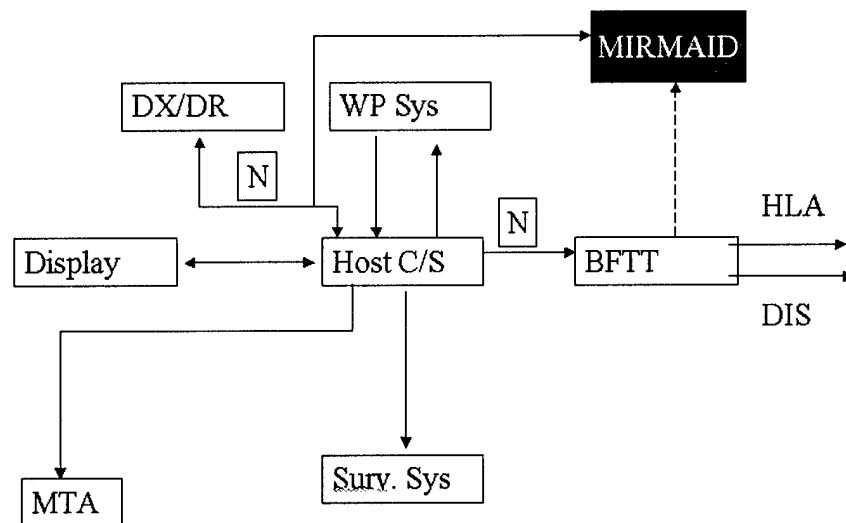 MIRMAID
DX/DR
WP Sys
N
HLA
N
Display
Host C/S
BFTT
DIS
Surv. Sys
MTA